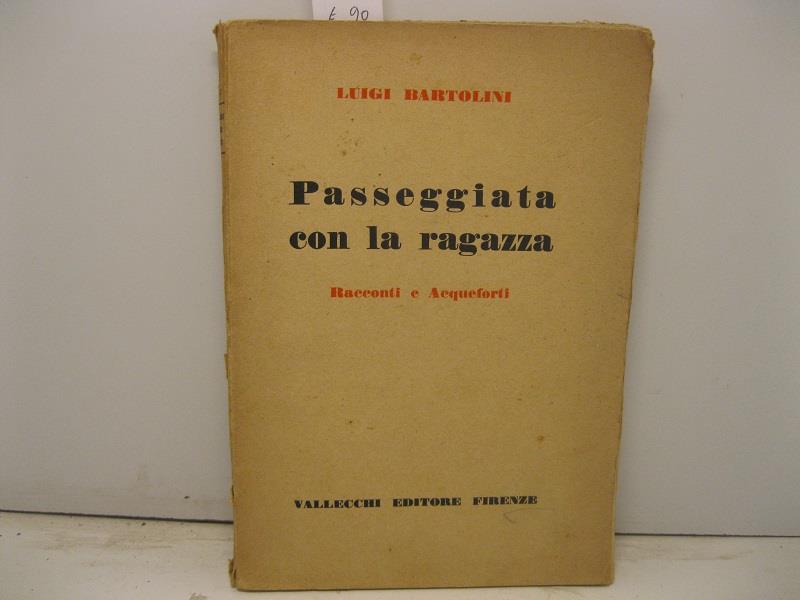 € 90
LUIGI BARTOLINI
Passeggiata
con la ragazza
Racconti e Acqueforti
VALLECCHI EDITORE FIRENZE